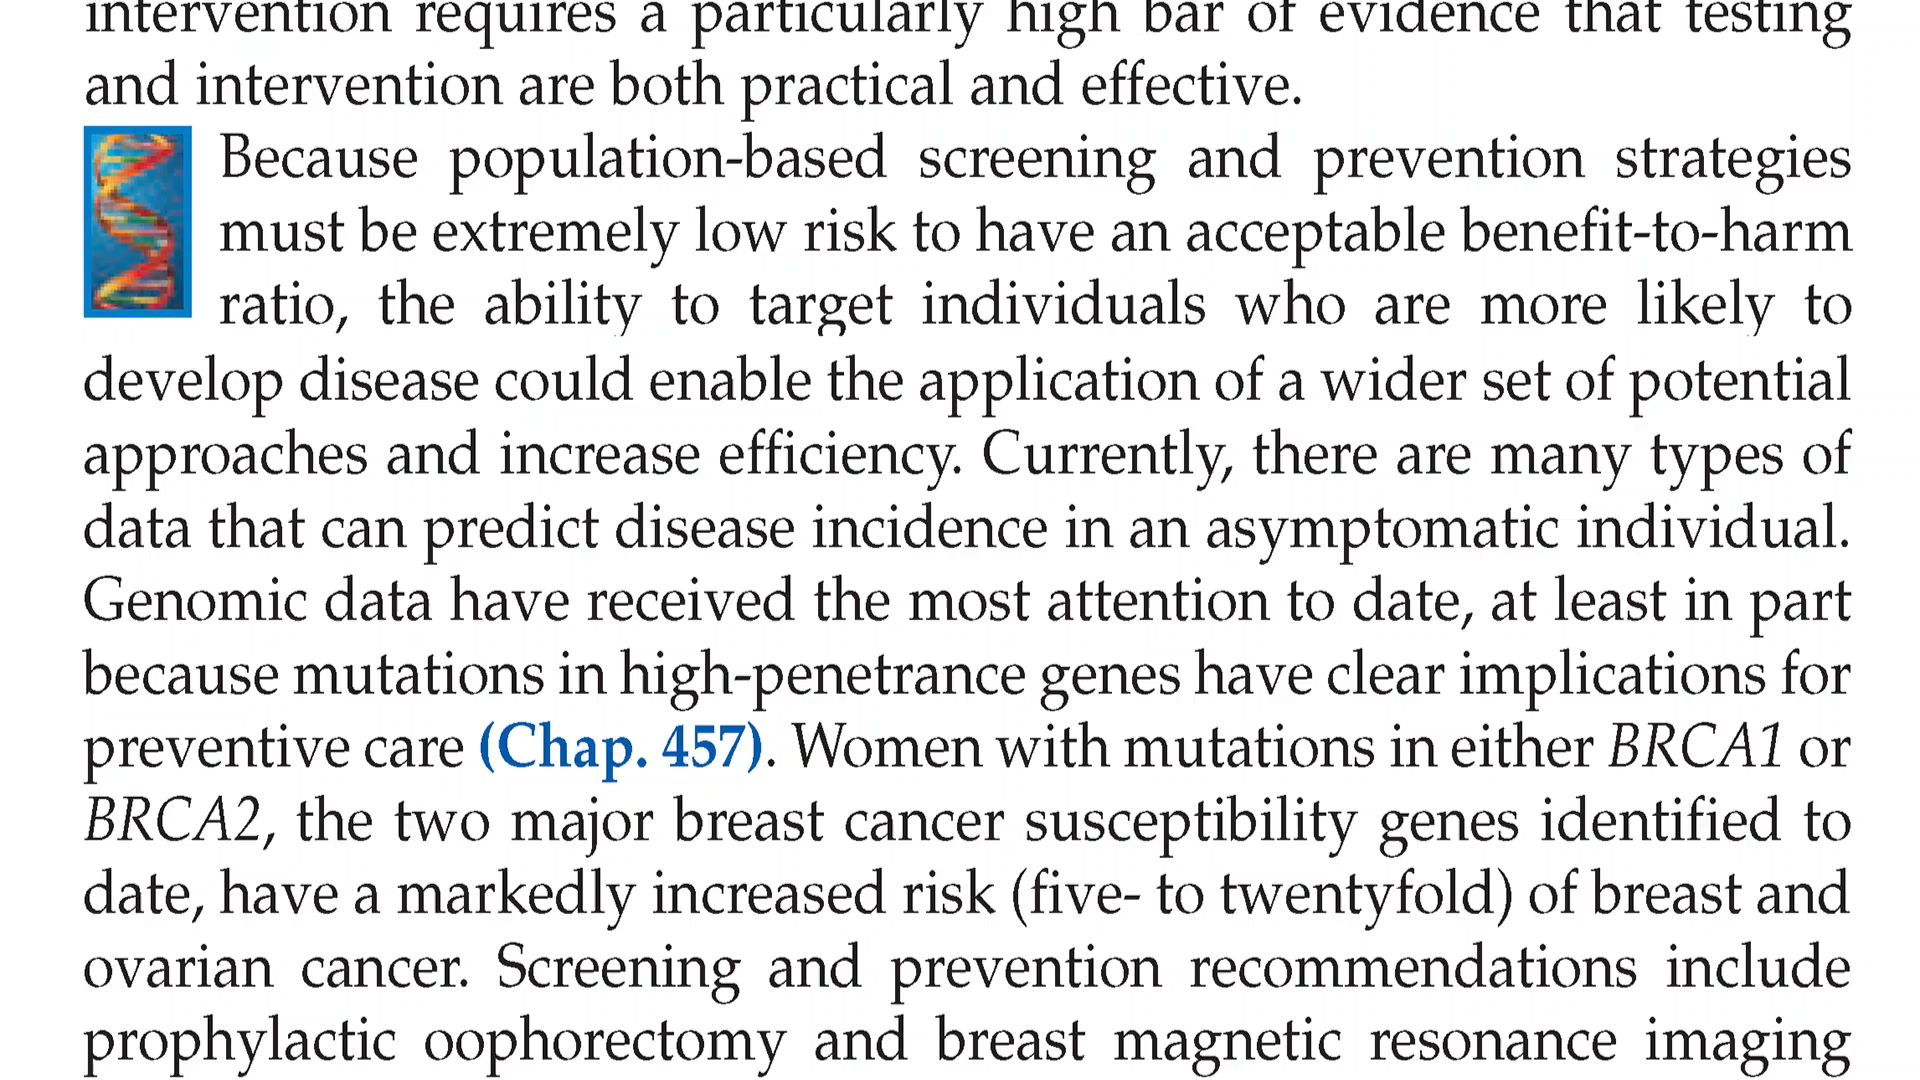 intervention requires a particularly high bar of evidence that testing
and intervention are both practical and effective.
Because population-based screening and prevention strategies
must be extremely low risk to have an acceptable benefit-to-harm
ratio, the ability to target individuals who are more likely to
develop disease could enable the application of a wider set of potential
approaches and increase efficiency. Currently, there are many types of
data that can predict disease incidence in an asymptomatic individual.
Genomic data have received the most attention to date, at least in part
because mutations in high-penetrance genes have clear implications for
preventive care (Chap. 457). Women with mutations in either BRCA1 or
BRCA2, the two major breast cancer susceptibility genes identified to
date, have a markedly increased risk (five- to twentyfold) of breast and
ovarian cancer. Screening and prevention recommendations include
prophylactic oophorectomy and breast magnetic resonance imaging